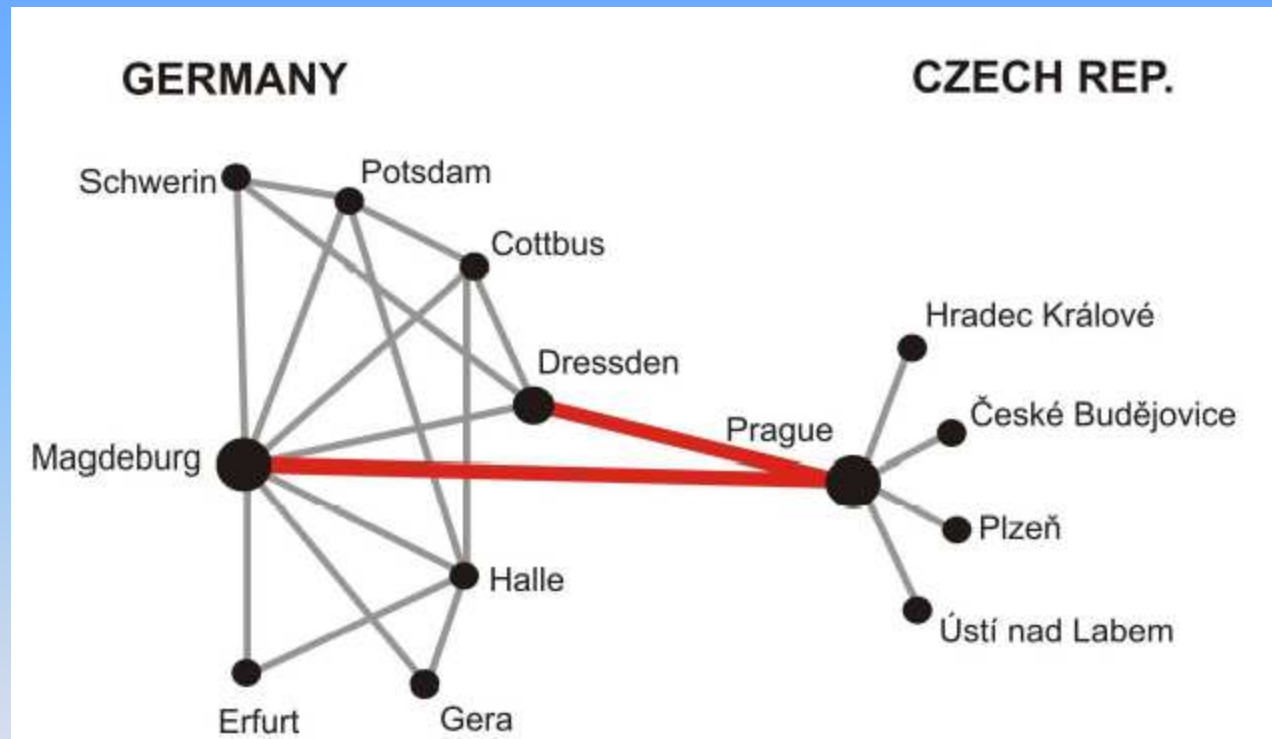 GERMANY
CZECH REP.
Schwerin
Potsdam
Cottbus
Hradec Králové
Dressden
České Budějovice
Prague
Magdeburg
Plzeň
Halle
Ústí nad Labem
Erfurt
Gera